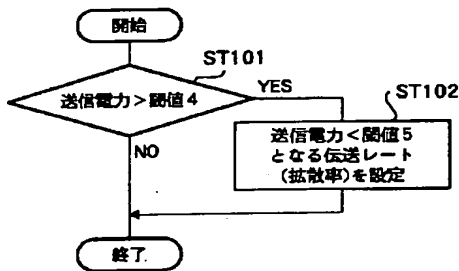 開始
ST101
送信電力>閾値4
YES
ST102
送信電力<閾値5
となる伝送レート
(拡散率)を設定
NO
終了